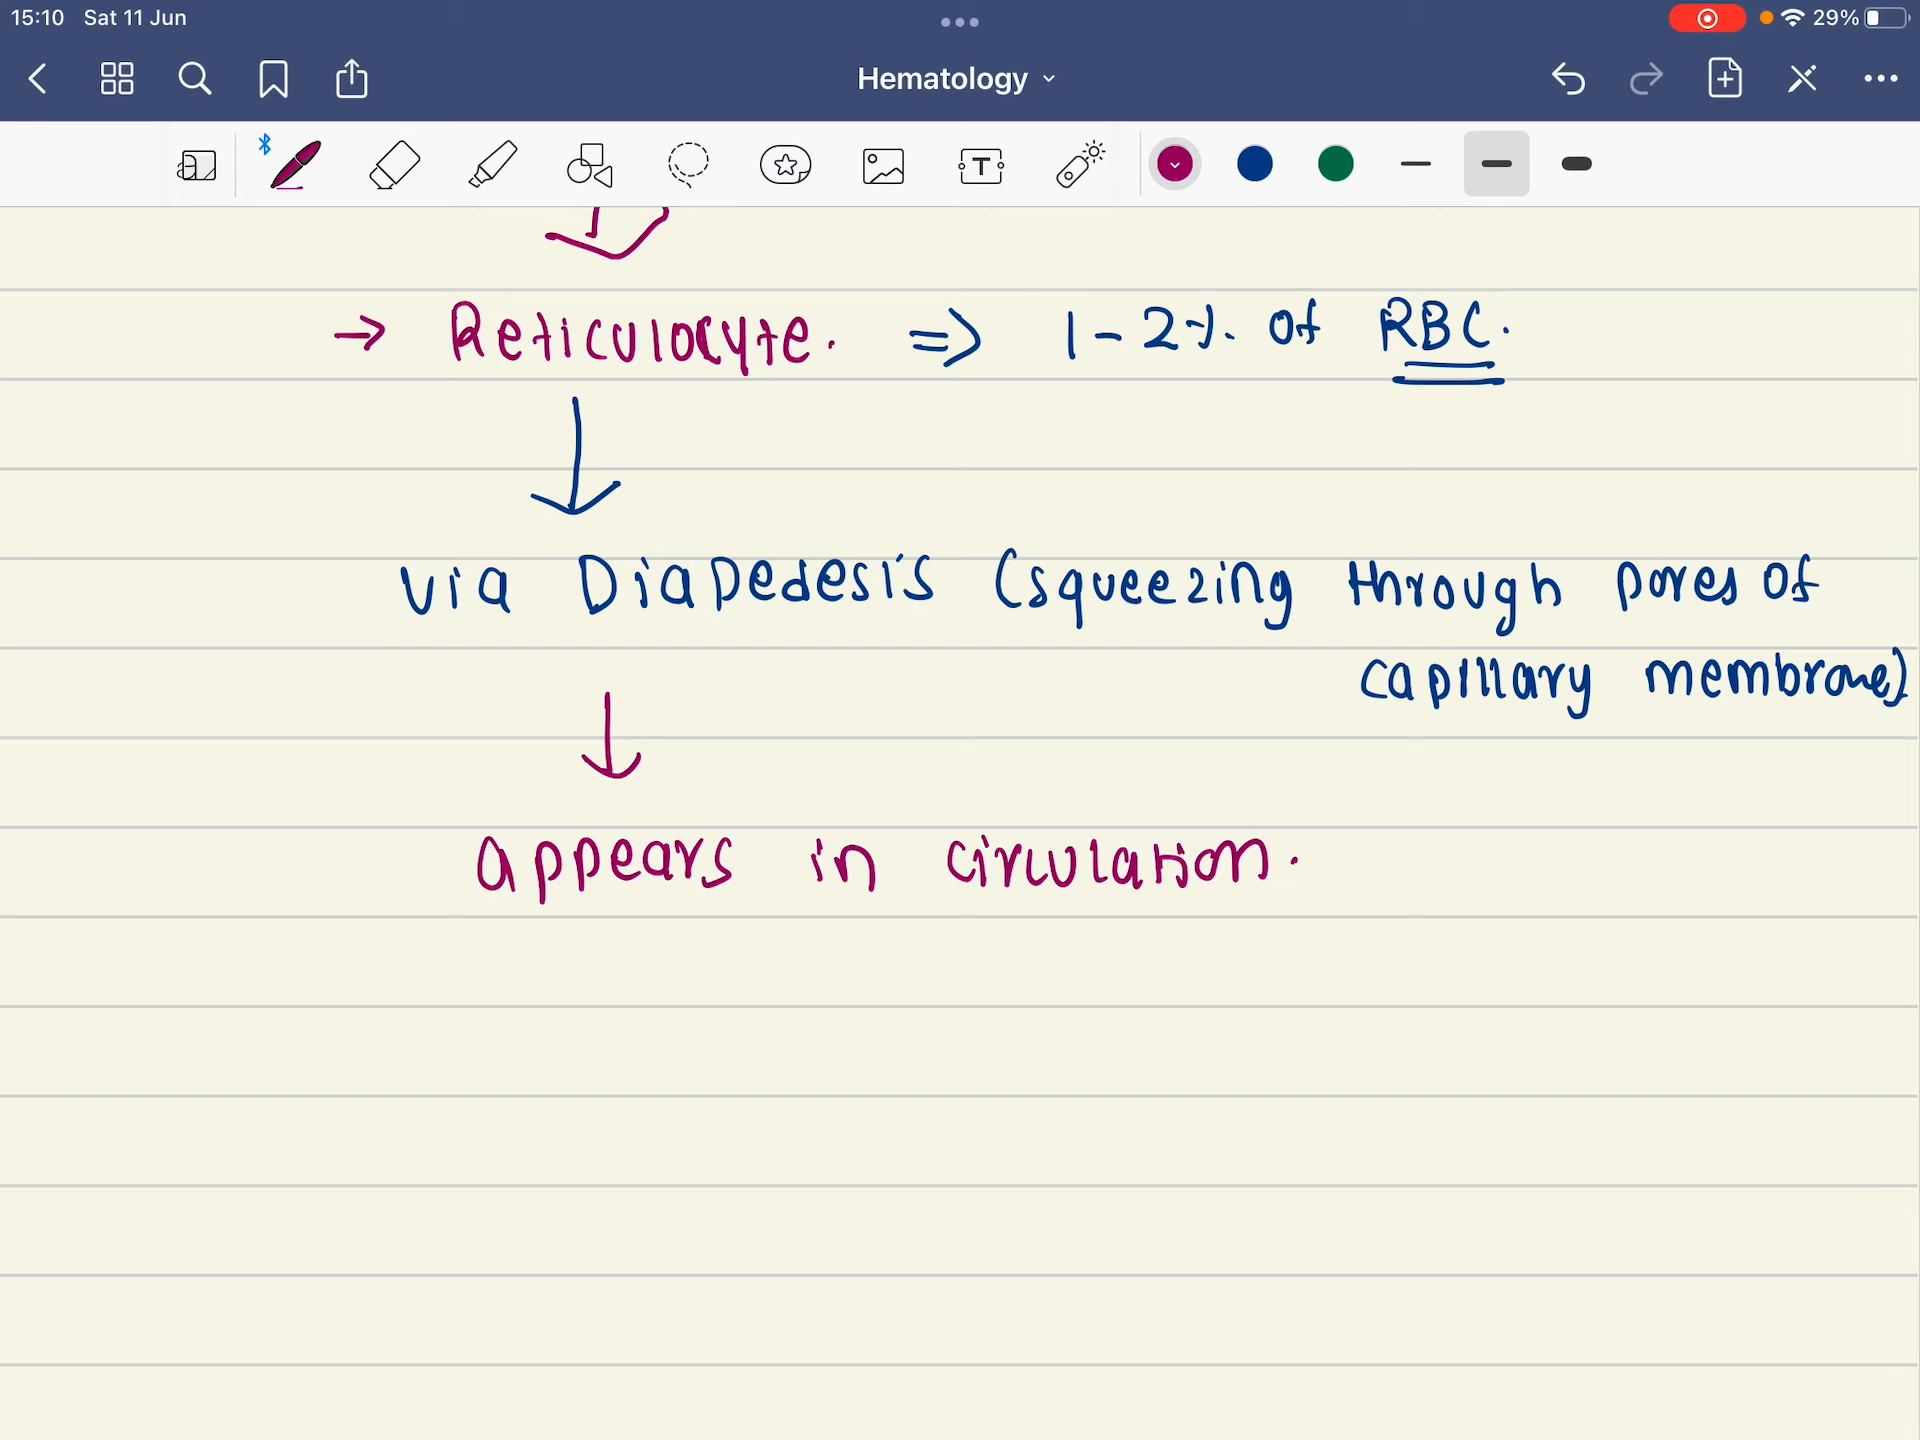 15:10 Sat 11 Jun
29%
Hematology
→ Reticulocyte. => 1-2% of RBC.
via Diapedesis (squeezing through pores of
capillary membrane)
appears in circulation.